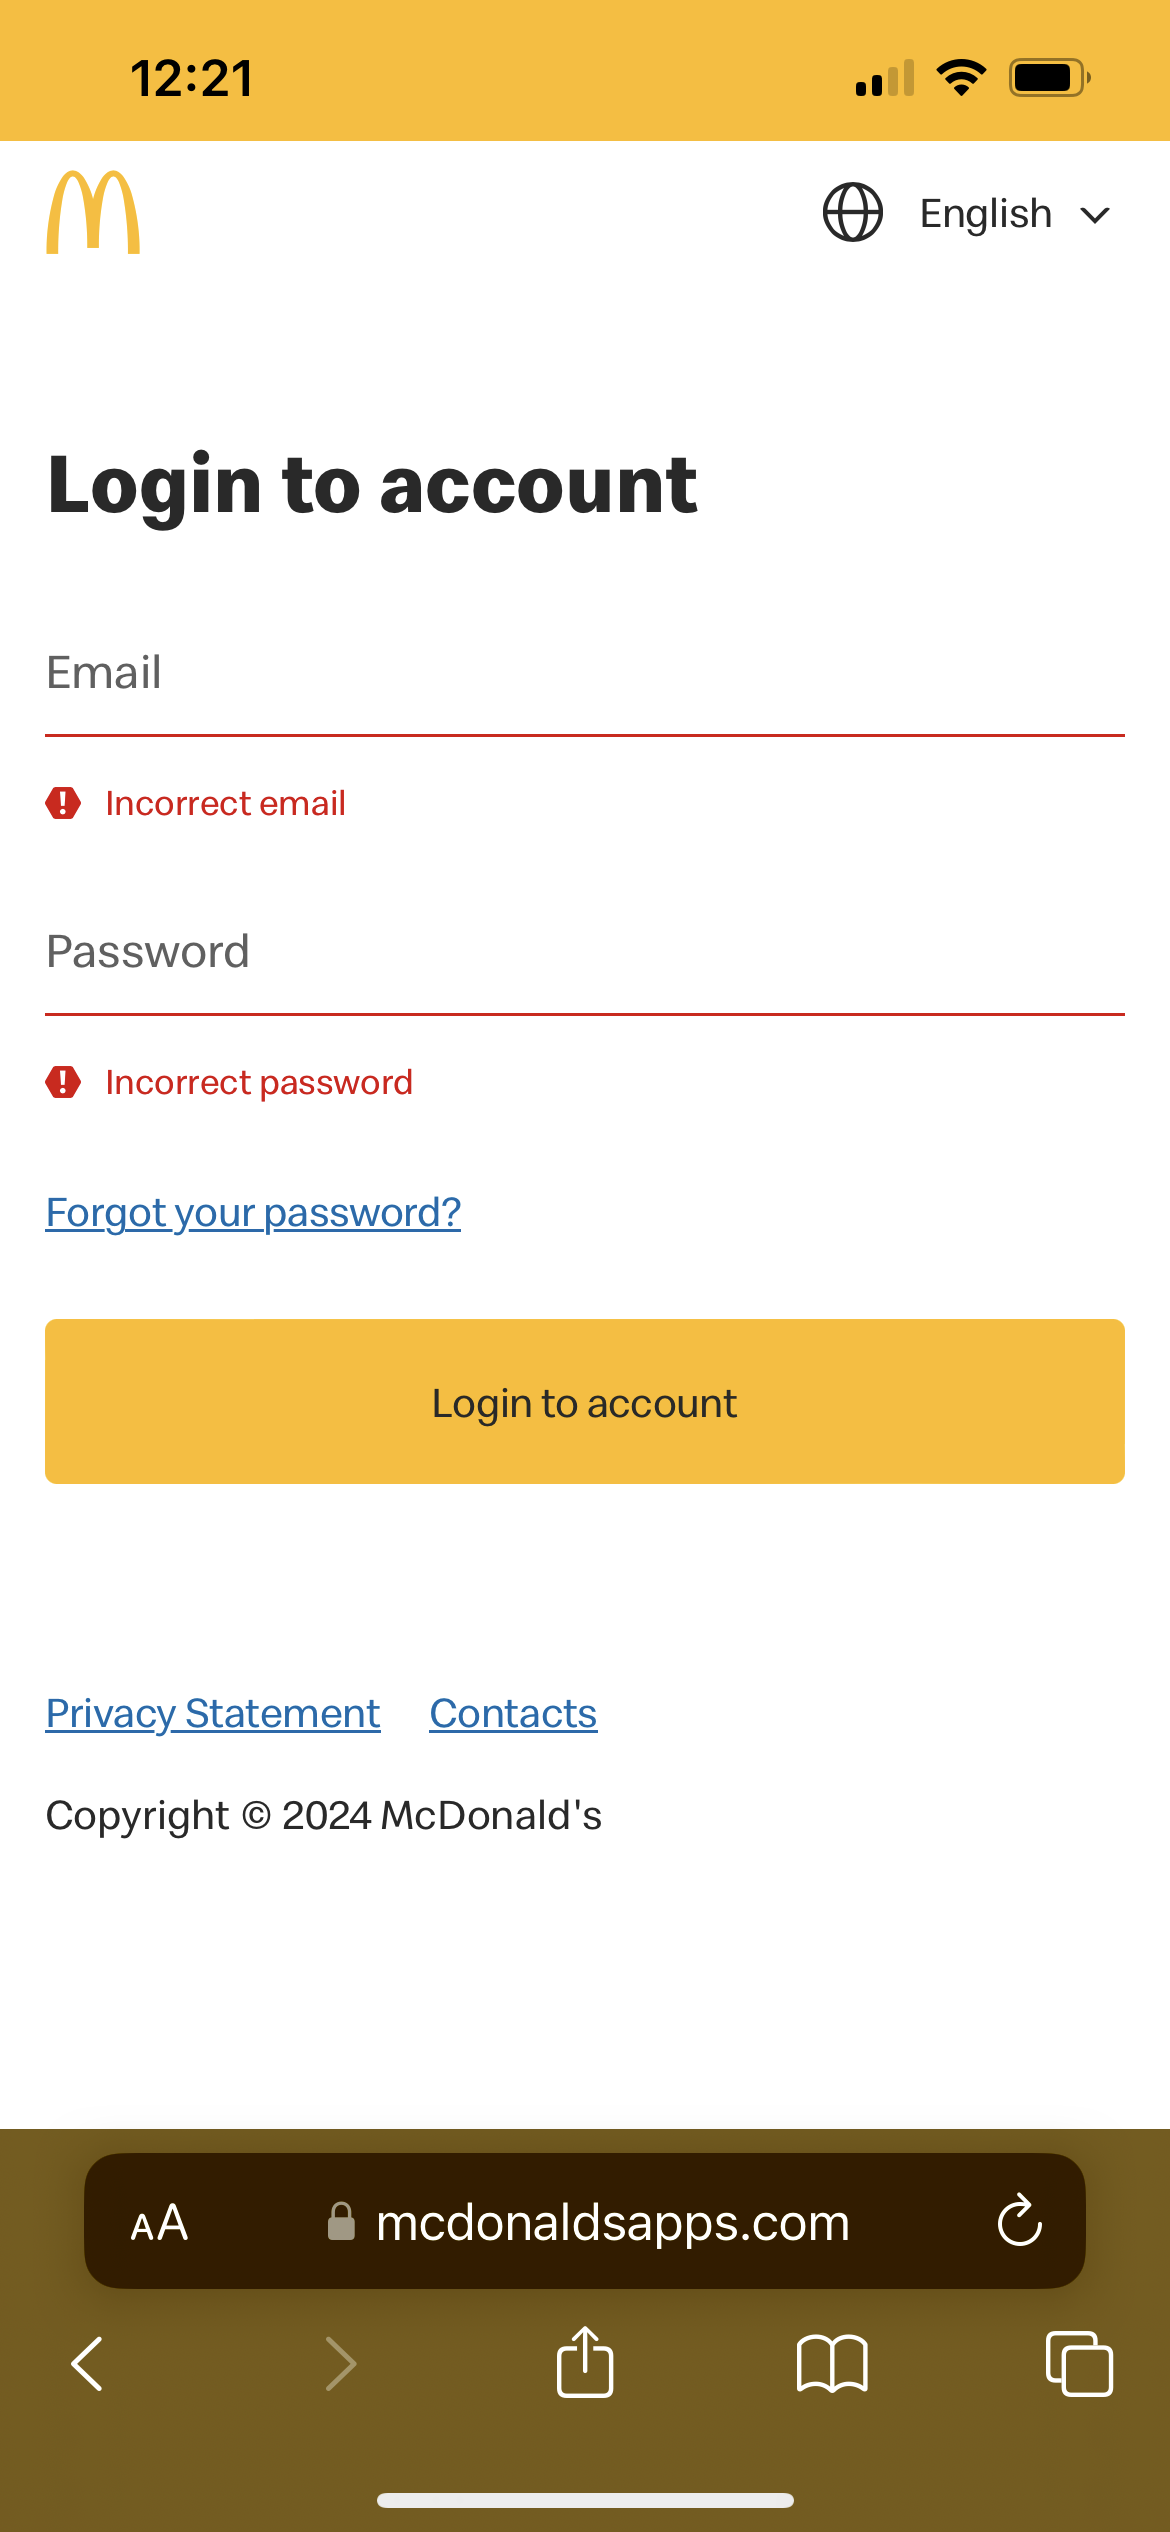 12:21
English
Login to account
Email
Incorrect email
Password
Incorrect password
Forgot your password?
Login to account
Privacy Statement Contacts
Copyright © 2024 McDonald's
AA mcdonaldsapps.com